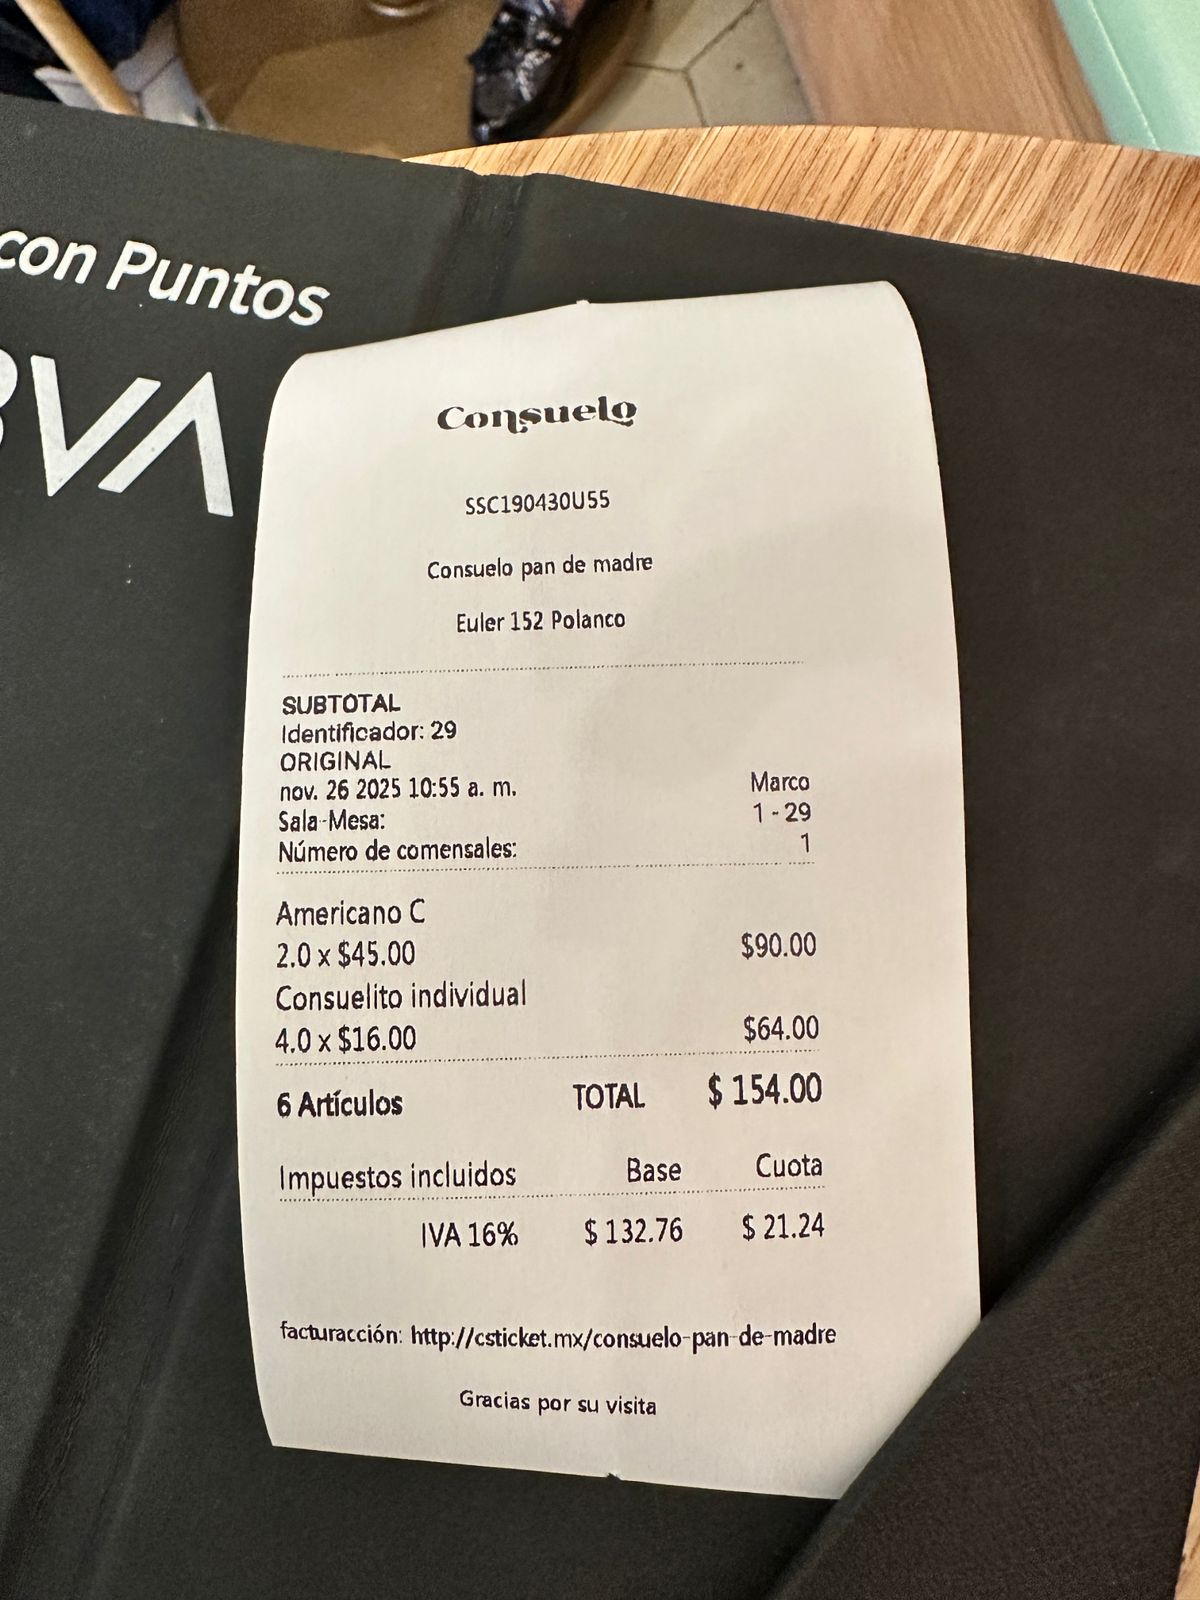 con Puntos
BVA
Consuelo
SSC190430U55
Consuelo pan de madre
Euler 152 Polanco
SUBTOTAL
Identificador: 29
ORIGINAL
nov. 26 2025 10:55 a. m. Marco
Sala-Mesa: 1 - 29
Número de comensales: 1
Americano C
2.0 x $45.00 $90.00
Consuelito individual
4.0 x $16.00 $64.00
6 Artículos TOTAL $ 154.00
Impuestos incluidos Base Cuota
IVA 16% $ 132.76 $ 21.24
facturacción: http://csticket.mx/consuelo-pan-de-madre
Gracias por su visita